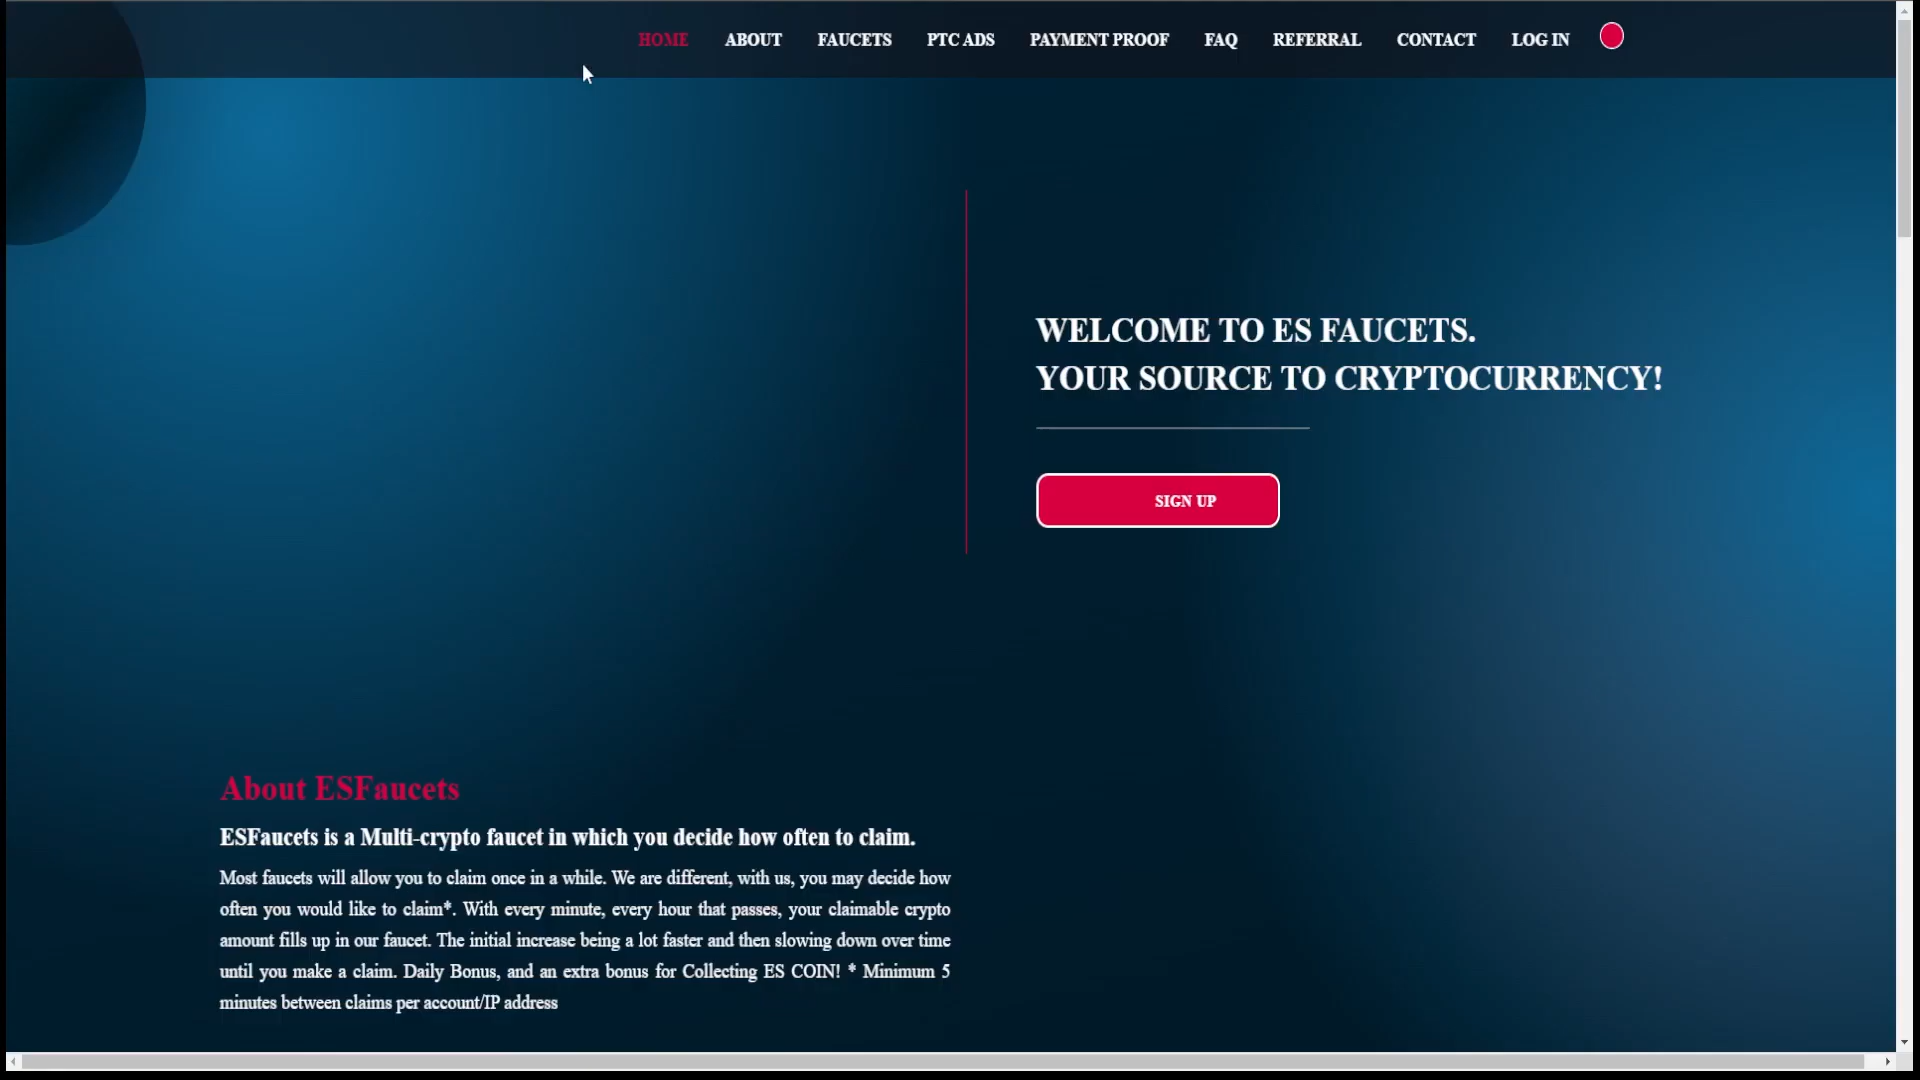 HOME ABOUT FAUCETS PTC ADS PAYMENT PROOF FAQ REFERRAL CONTACT LOG IN
WELCOME TO ES FAUCETS.
YOUR SOURCE TO CRYPTOCURRENCY!
SIGN UP
About ESFaucets
ESFaucets is a Multi-crypto faucet in which you decide how often to claim.
Most faucets will allow you to claim once in a while. We are different, with us, you may decide how
often you would like to claim*. With every minute, every hour that passes, your claimable crypto
amount fills up in our faucet. The initial increase being a lot faster and then slowing down over time
until you make a claim. Daily Bonus, and an extra bonus for Collecting ES COIN! * Minimum 5
minutes between claims per account/IP address